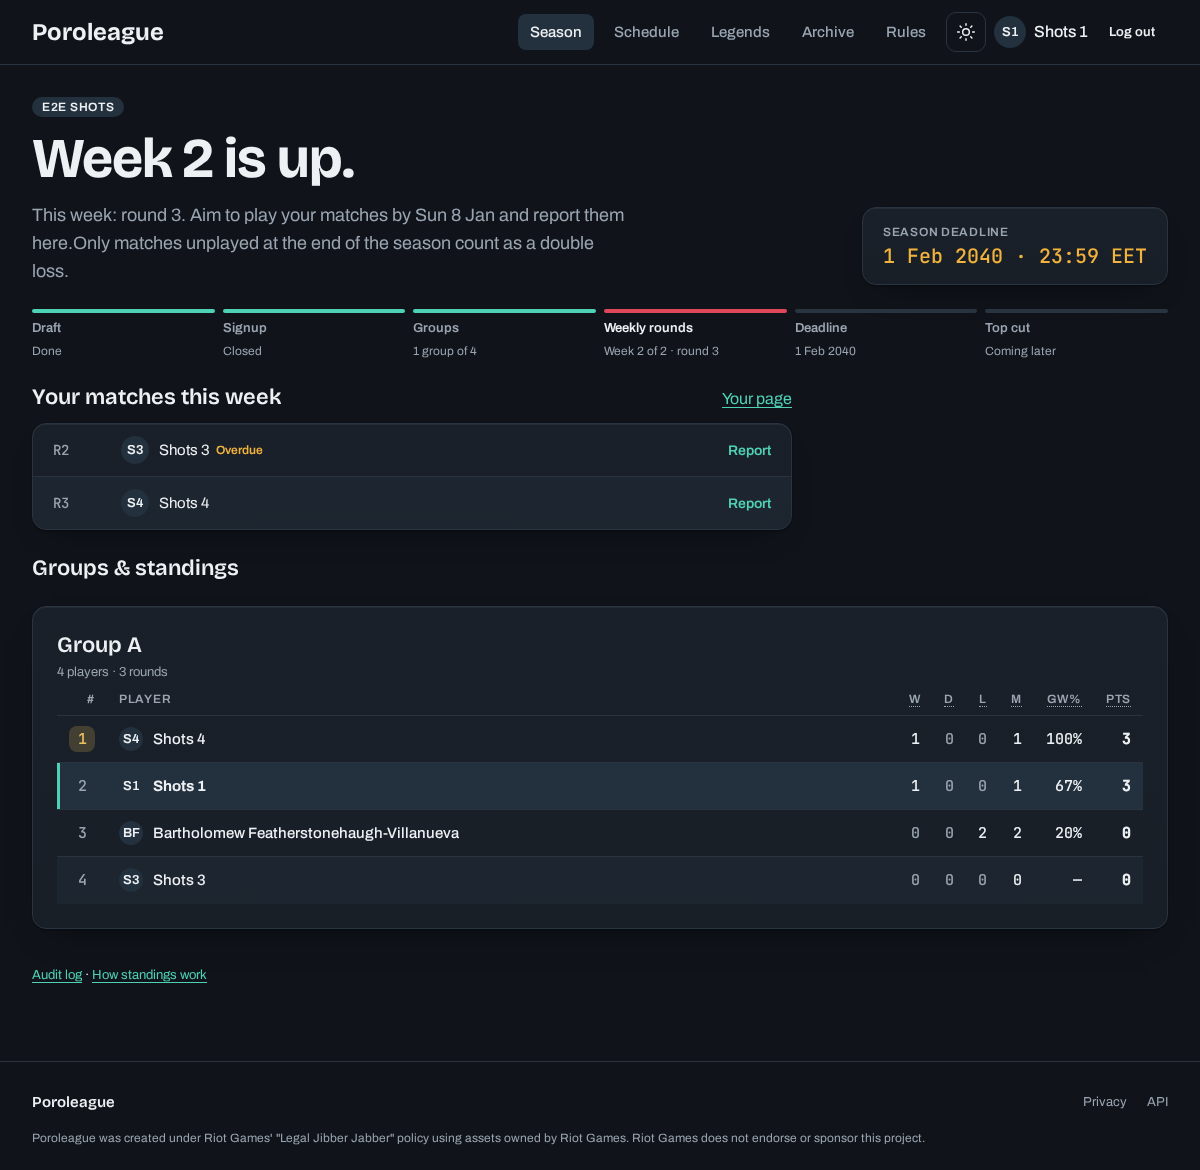 Poroleague
Season Schedule Legends Archive Rules S1 Shots 1 Log out
E2E SHOTS
Week 2 is up.
This week: round 3. Aim to play your matches by Sun 8 Jan and report them
here.Only matches unplayed at the end of the season count as a double
loss.
SEASON DEADLINE
1 Feb 2040 · 23:59 EET
Draft Signup Groups Weekly rounds Deadline Top cut
Done Closed 1 group of 4 Week 2 of 2 · round 3 1 Feb 2040 Coming later
Your matches this week Your page
R2 S3 Shots 3 Overdue Report
R3 S4 Shots 4 Report
Groups & standings
Group A
4 players · 3 rounds
# PLAYER W D L M GW% PTS
1 S4 Shots 4 1 0 0 1 100% 3
2 S1 Shots 1 1 0 0 1 67% 3
3 BF Bartholomew Featherstonehaugh-Villanueva 0 0 2 2 20% 0
4 S3 Shots 3 0 0 0 0 — 0
Audit log · How standings work
Poroleague Privacy API
Poroleague was created under Riot Games' "Legal Jibber Jabber" policy using assets owned by Riot Games. Riot Games does not endorse or sponsor this project.